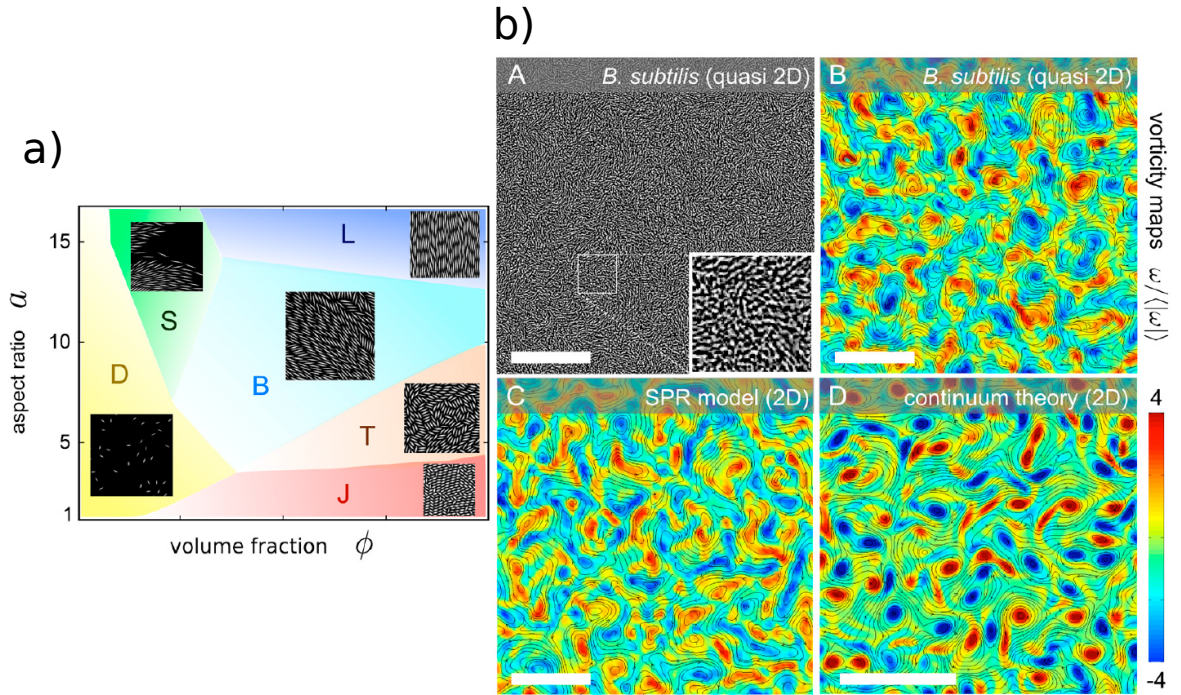 a)
aspect ratio a
15
10
5
1
L
S
D
B
T
J
volume fraction ϕ
b)
A B. subtilis (quasi 2D)
B B. subtilis (quasi 2D)
C SPR model (2D)
D continuum theory (2D)
vorticity maps ω/⟨|ω|⟩
4
-4